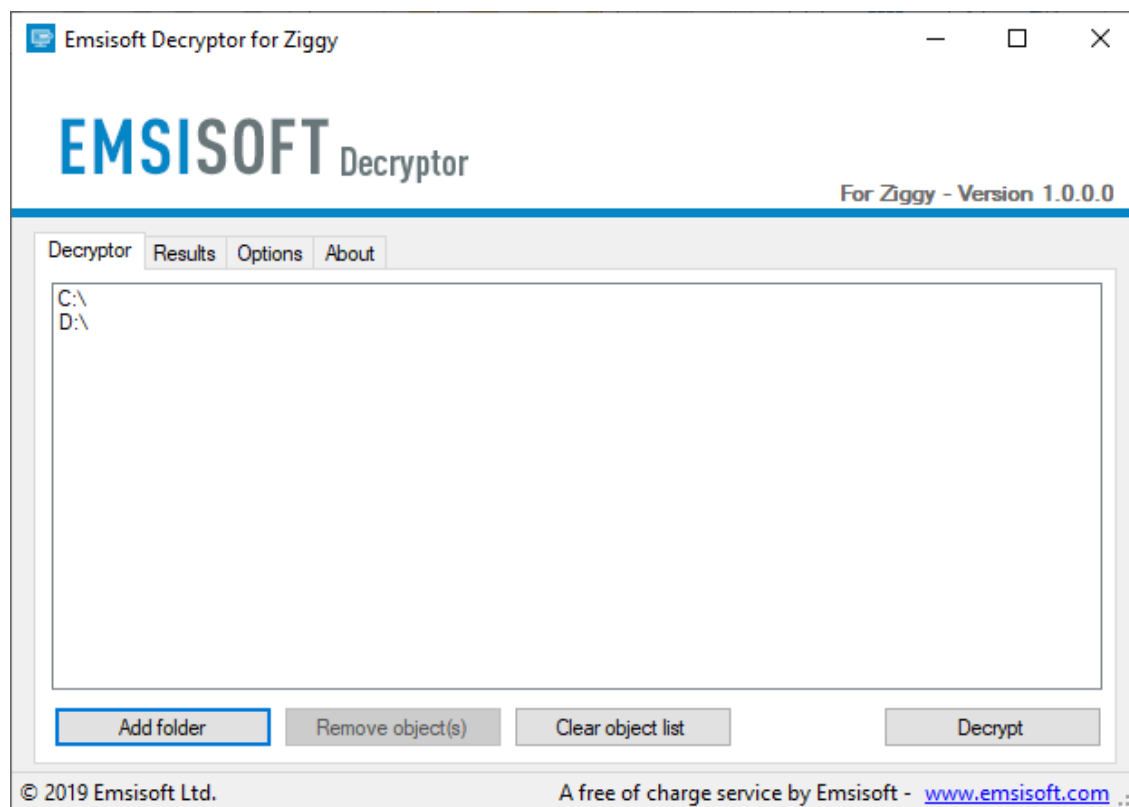 Emsisoft Decryptor for Ziggy
EMSISOFT Decryptor
For Ziggy - Version 1.0.0.0
Decryptor Results Options About
C:\
D:\
Add folder Remove object(s) Clear object list Decrypt
© 2019 Emsisoft Ltd. A free of charge service by Emsisoft - www.emsisoft.com